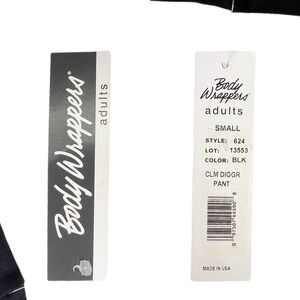 Body Wrappers®
adults
Body
Wrappers®
adults
SMALL
STYLE: 624
LOT: 13553
COLOR: BLK
CLM DIGGR
PANT
MADE IN USA